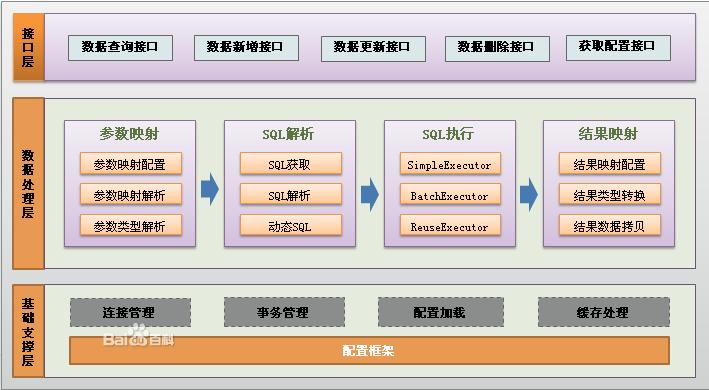 接口层
数据查询接口
数据新增接口
数据更新接口
数据删除接口
获取配置接口
数据处理层
参数映射
参数映射配置
参数映射解析
参数类型解析
SQL解析
SQL获取
SQL解析
动态SQL
SQL执行
SimpleExecutor
BatchExecutor
ReuseExecutor
结果映射
结果映射配置
结果类型转换
结果数据拷贝
基础支撑层
连接管理
事务管理
配置加载
缓存处理
Bai百科
配置框架